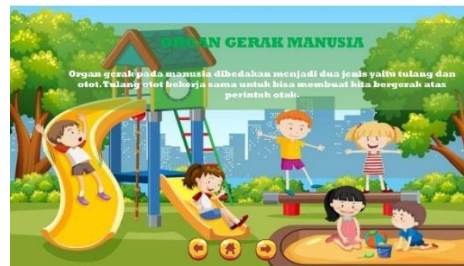 ORGAN GERAK MANUSIA
Organ gerak pada manusia dibedakan menjadi dua jenis yaitu tulang dan
otot. Tulang otot bekerja sama untuk bisa membuat kita bergerak atas
perintah otak.